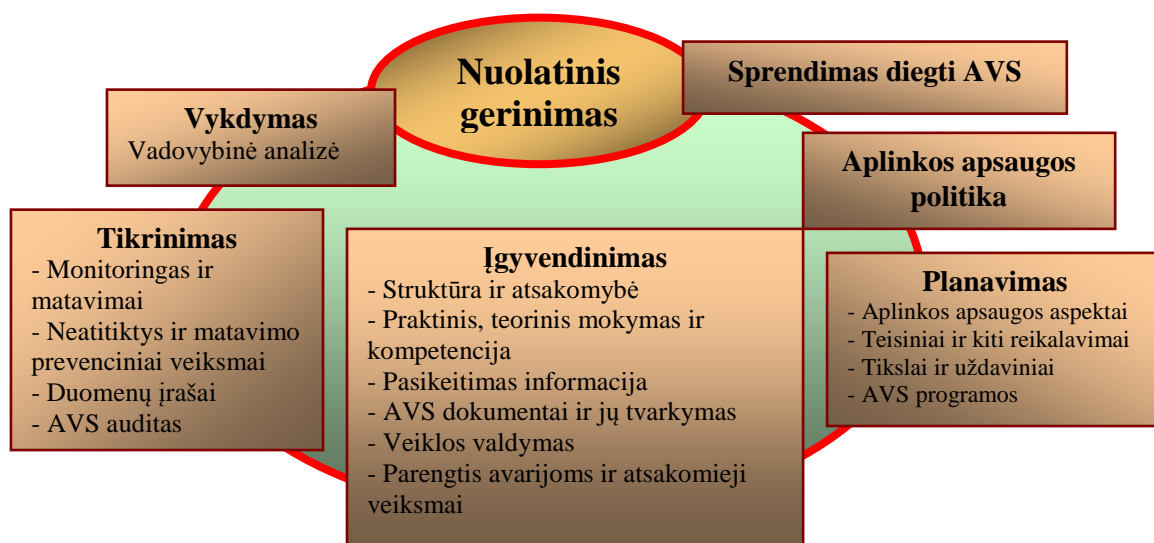 Nuolatinis
gerinimas
Sprendimas diegti AVS
Aplinkos apsaugos
politika
Planavimas
- Aplinkos apsaugos aspektai
- Teisiniai ir kiti reikalavimai
- Tikslai ir uždaviniai
- AVS programos
Įgyvendinimas
- Struktūra ir atsakomybė
- Praktinis, teorinis mokymas ir
kompetencija
- Pasikeitimas informacija
- AVS dokumentai ir jų tvarkymas
- Veiklos valdymas
- Parengtis avarijoms ir atsakomieji
veiksmai
Tikrinimas
- Monitoringas ir
matavimai
- Neatitiktys ir matavimo
prevenciniai veiksmai
- Duomenų įrašai
- AVS auditas
Vykdymas
Vadovybinė analizė